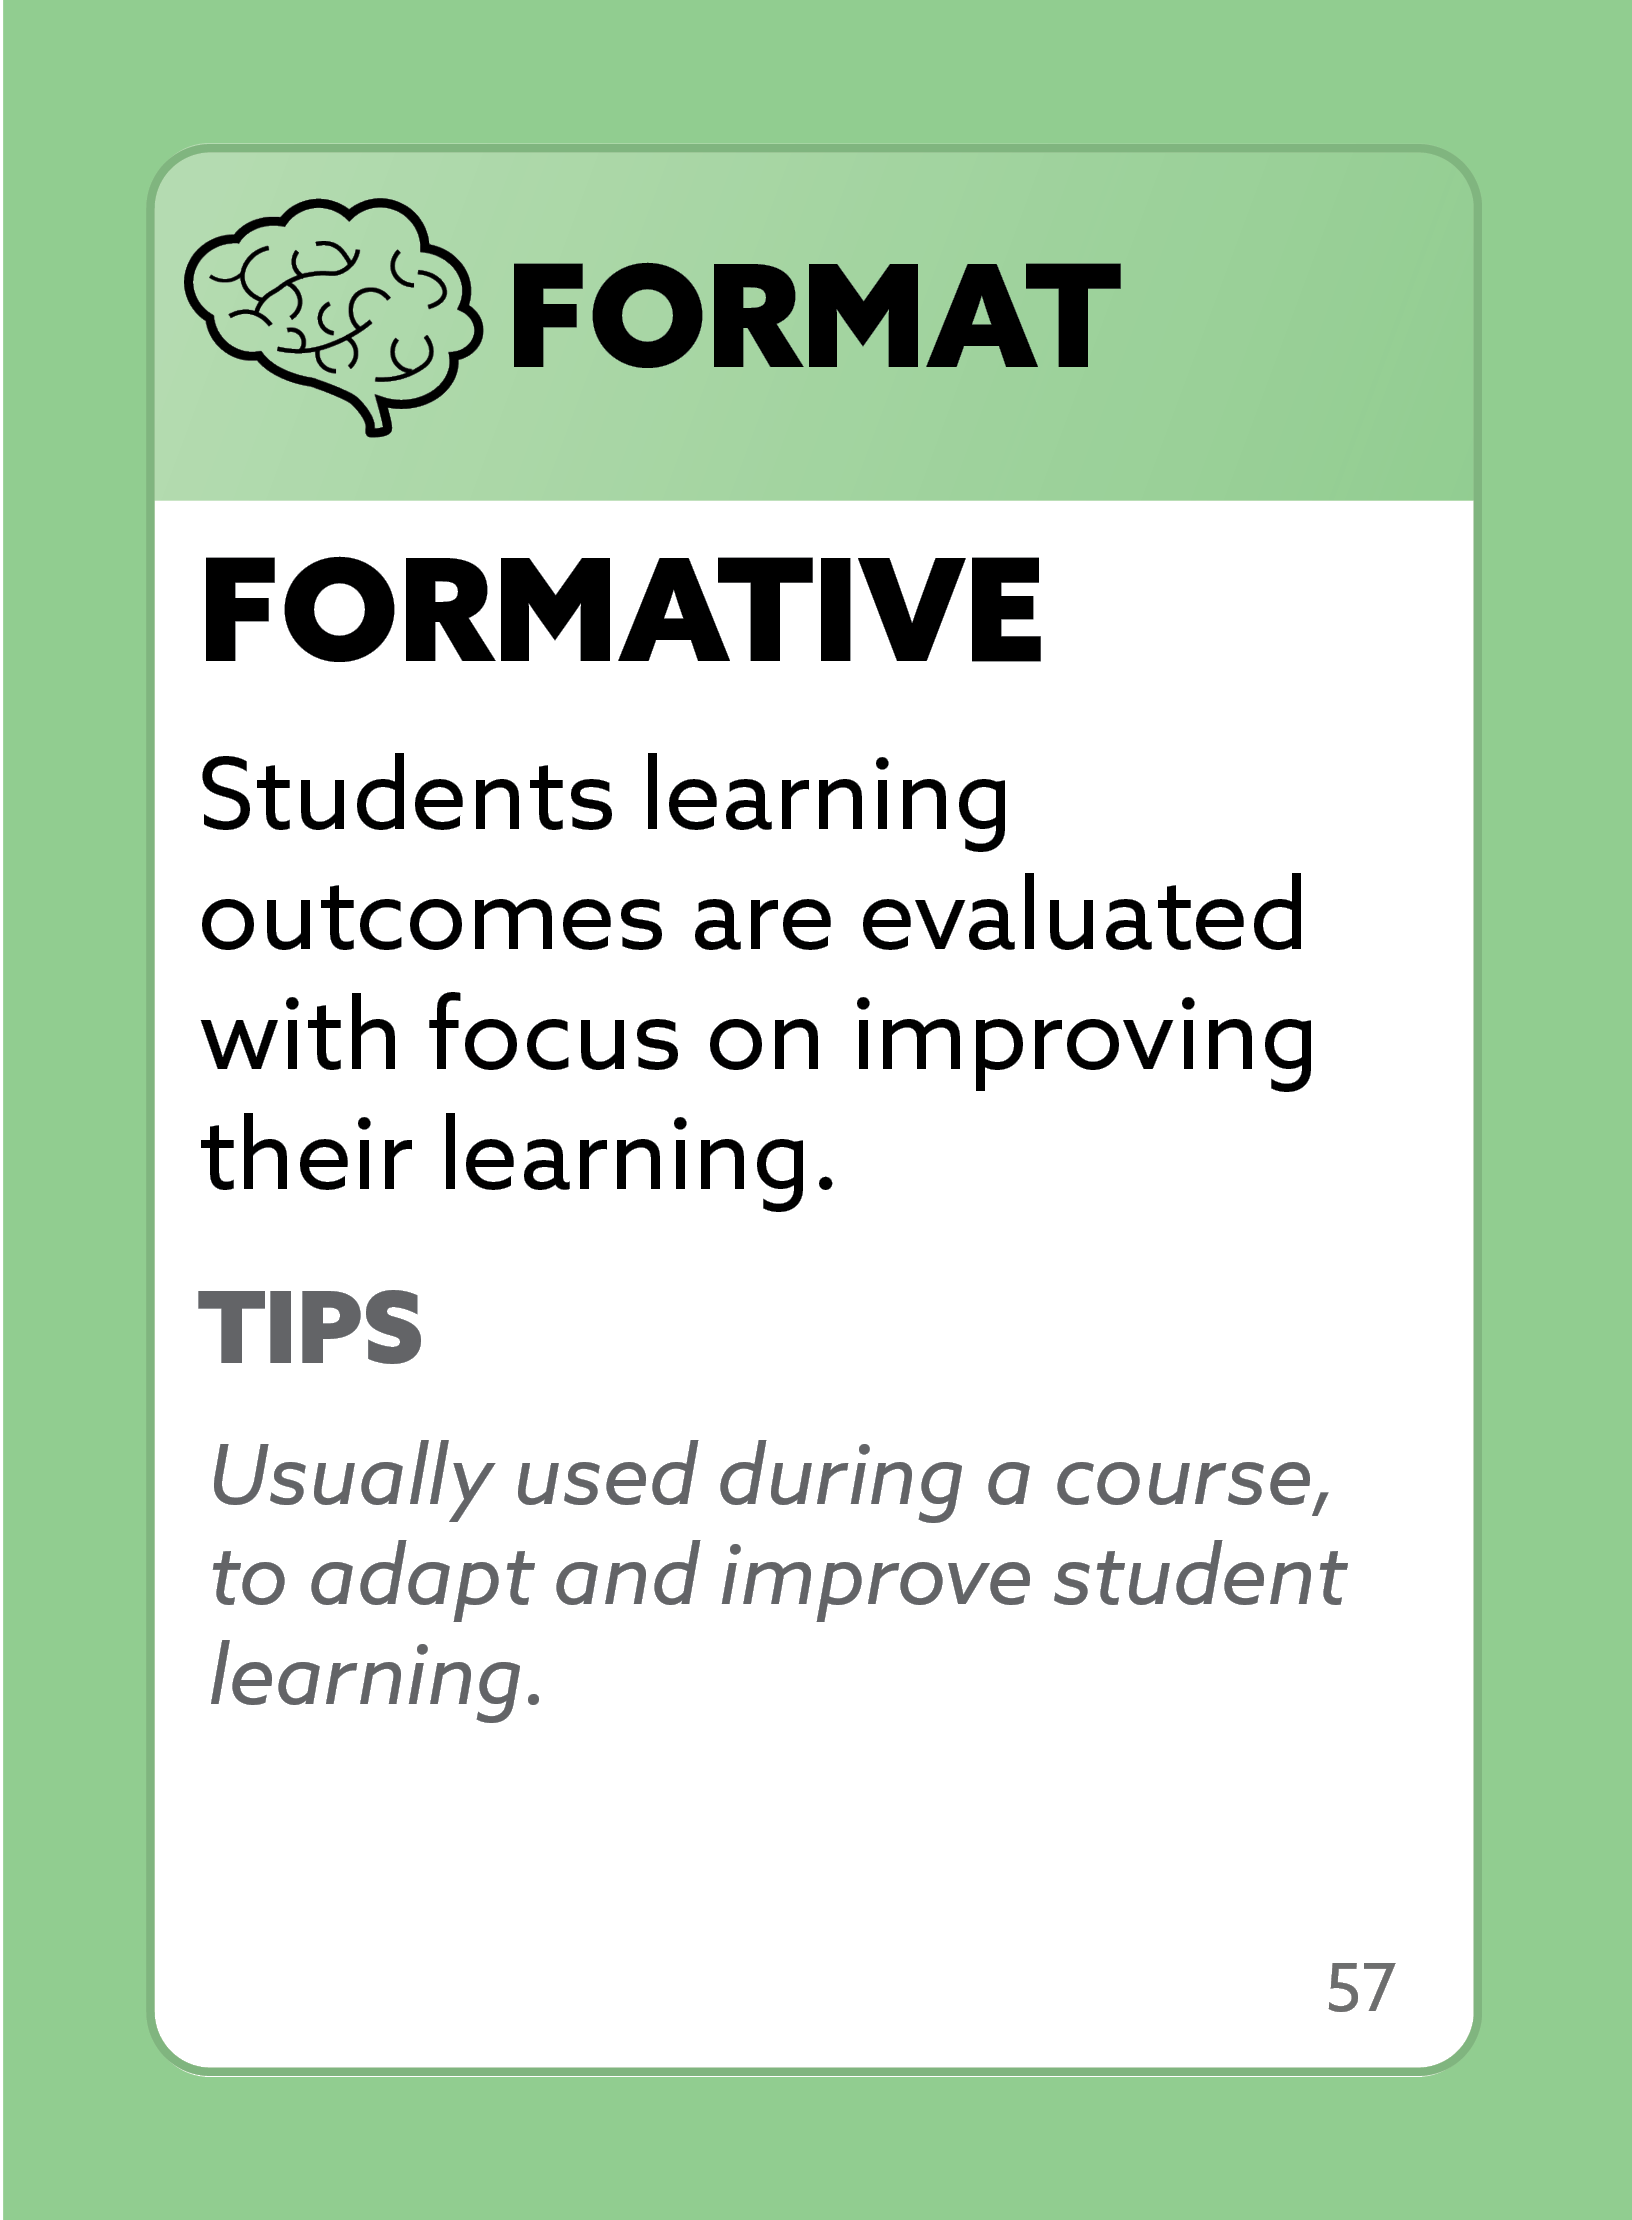 FORMAT
FORMATIVE
Students learning
outcomes are evaluated
with focus on improving
their learning.
TIPS
Usually used during a course,
to adapt and improve student
learning.
57